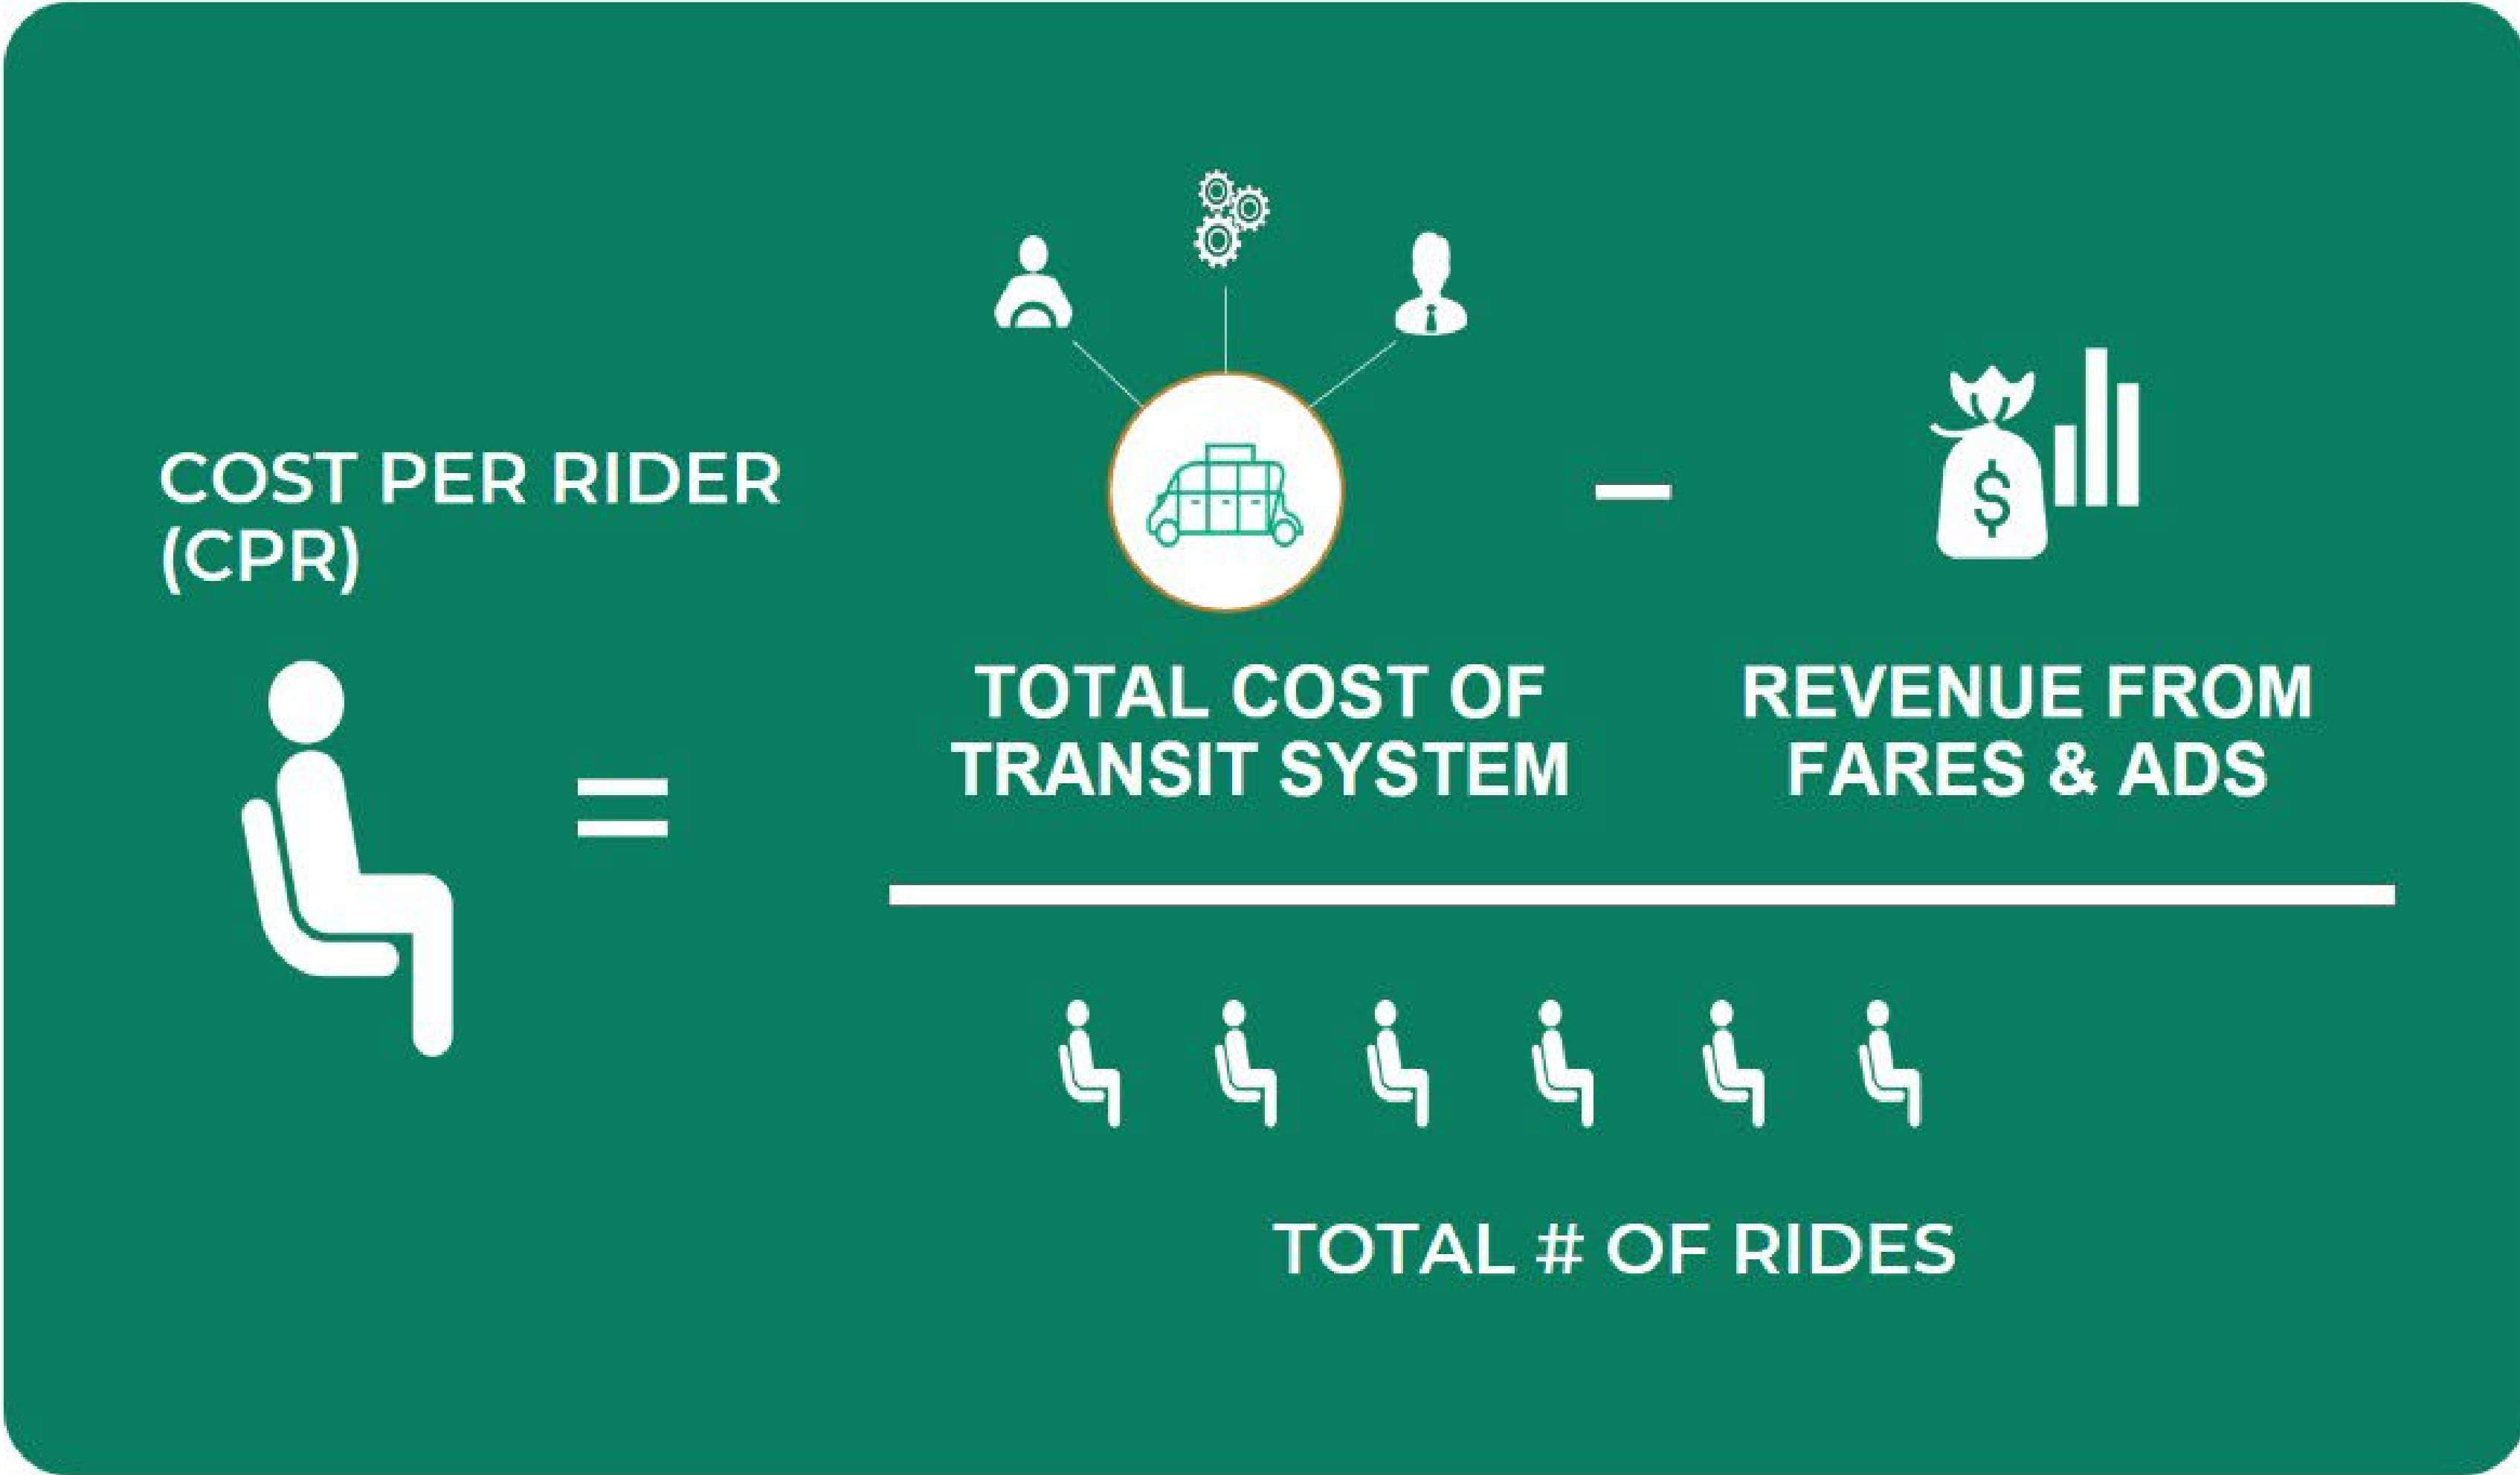 COST PER RIDER
(CPR)
=
–
$
TOTAL COST OF
TRANSIT SYSTEM
REVENUE FROM
FARES & ADS
TOTAL # OF RIDES